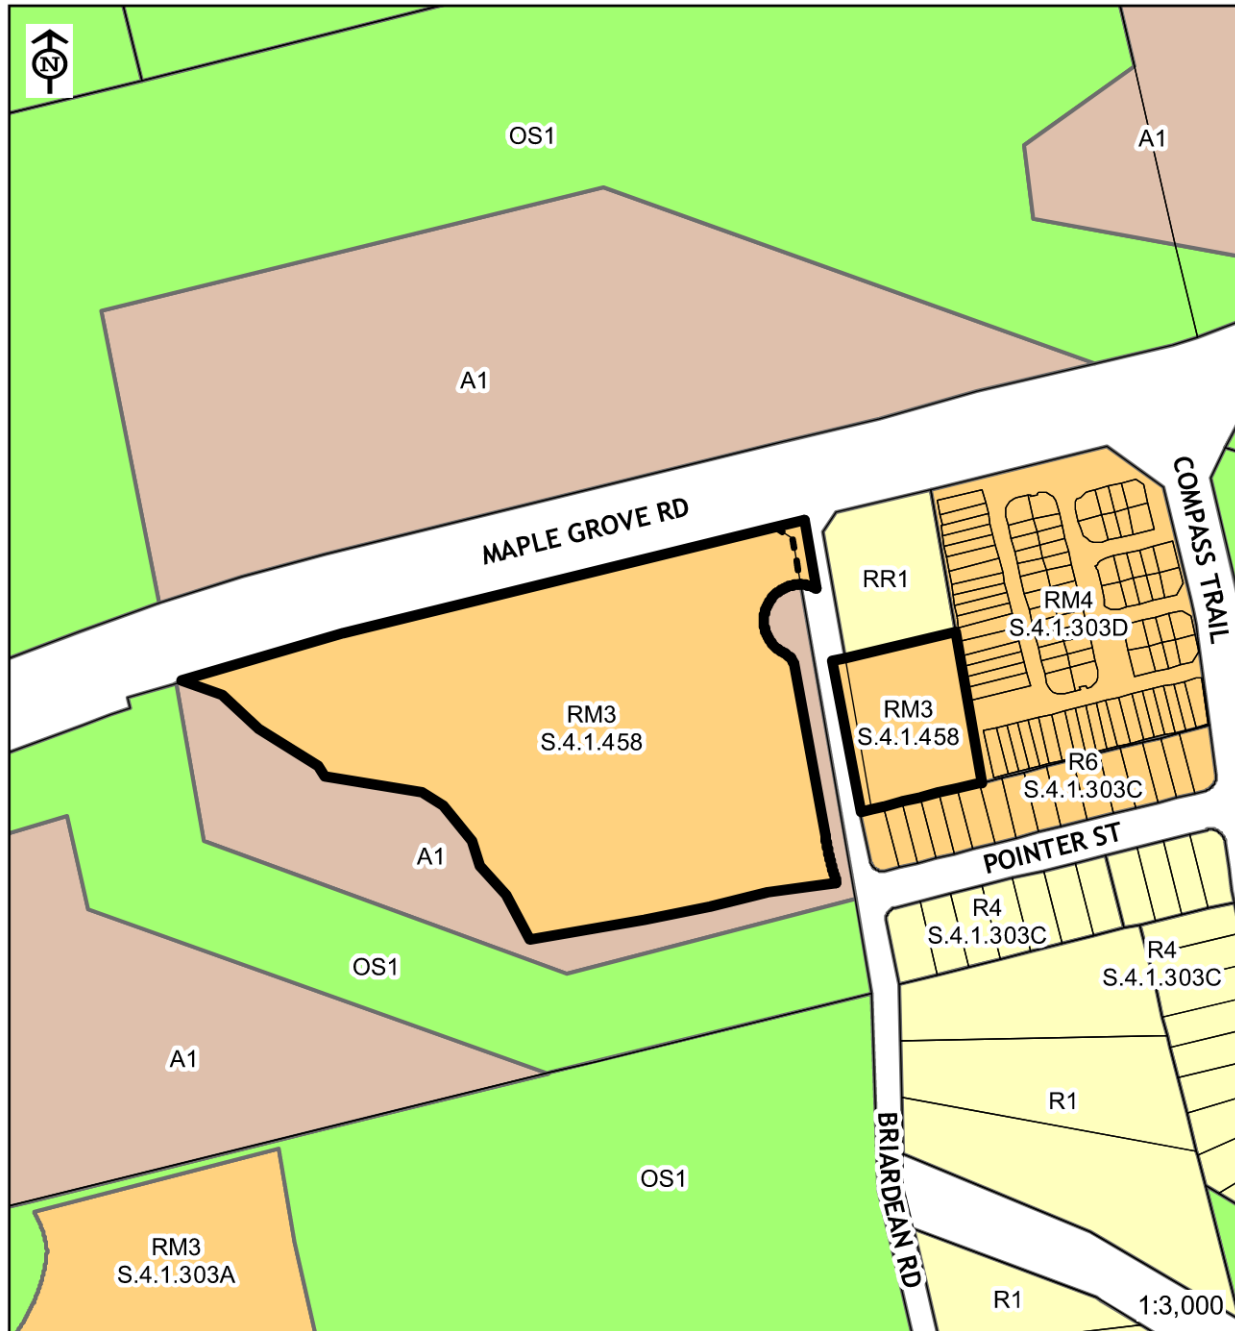 N
OS1
A1
A1
MAPLE GROVE RD
COMPASS TRAIL
RR1
RM4
S.4.1.303D
RM3
S.4.1.458
RM3
S.4.1.458
R6
S.4.1.303C
POINTER ST
A1
R4
S.4.1.303C
R4
S.4.1.303C
OS1
A1
R1
BRIARDEAN RD
OS1
RM3
S.4.1.303A
R1
1:3,000